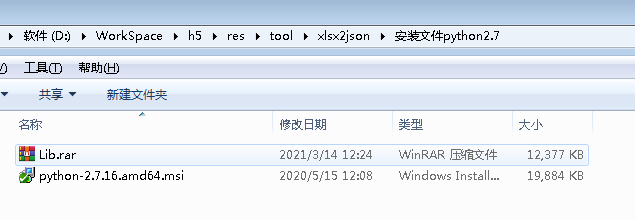 ▸ 软件 (D:) ▸ WorkSpace ▸ h5 ▸ res ▸ tool ▸ xlsx2json ▸ 安装文件python2.7
) 工具(T) 帮助(H)
共享 新建文件夹
名称 修改日期 类型 大小
Lib.rar 2021/3/14 12:24 WinRAR 压缩文件 12,377 KB
python-2.7.16.amd64.msi 2020/5/15 12:08 Windows Install... 19,884 KB